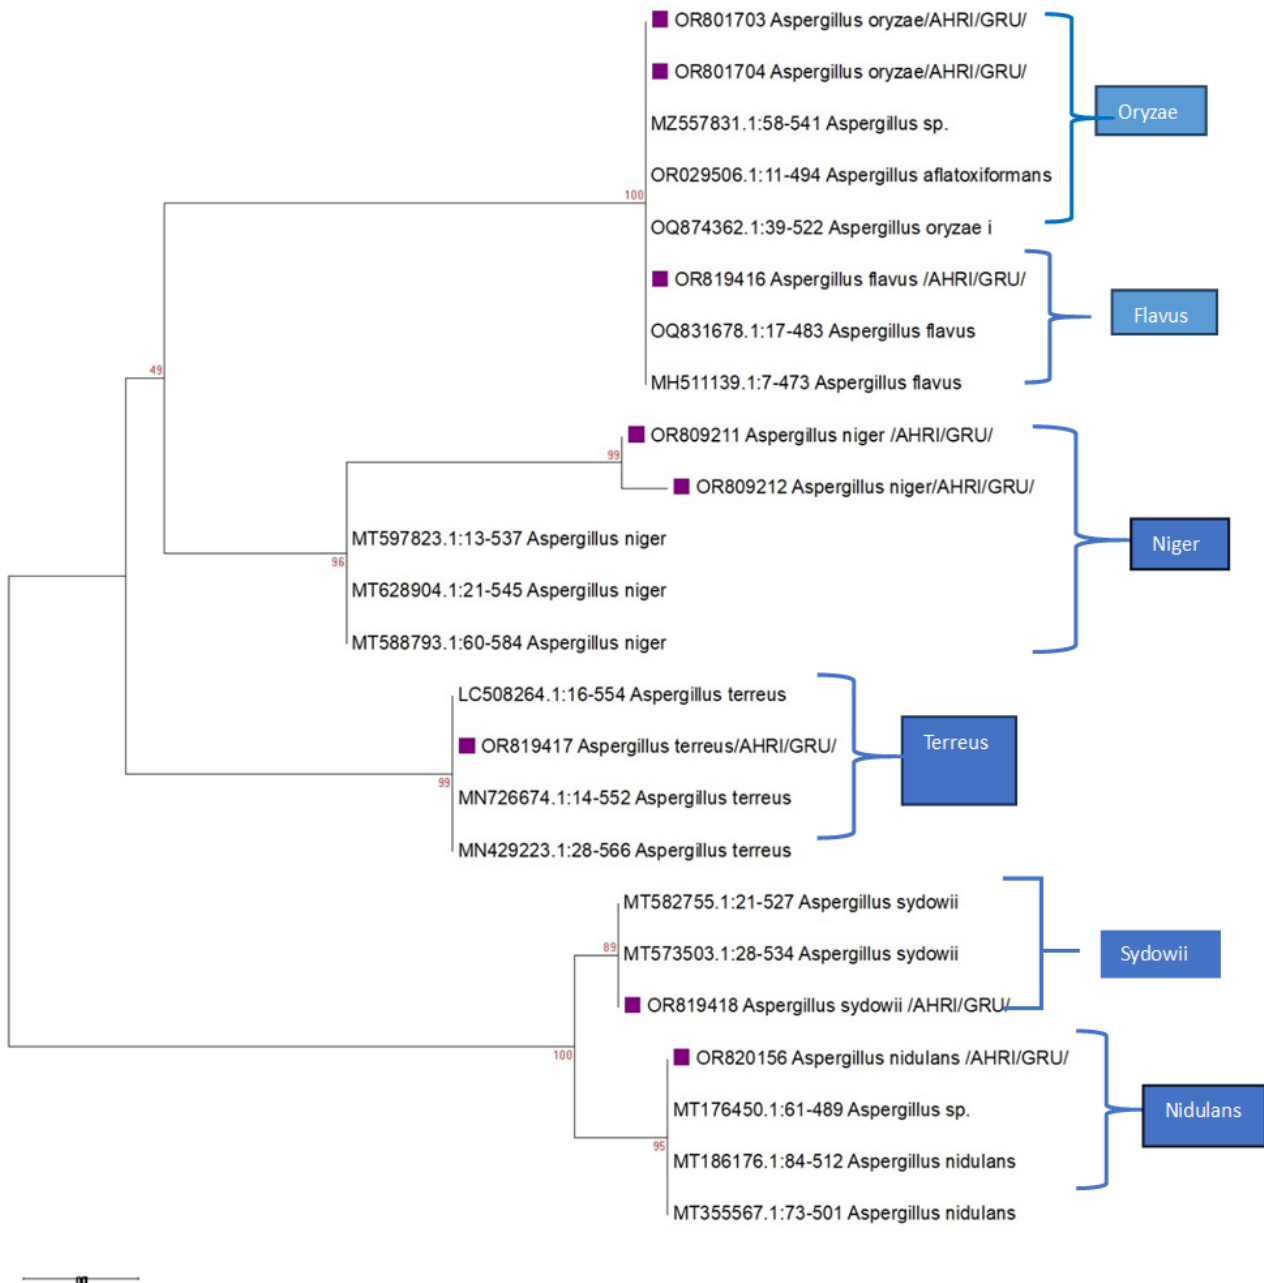 OR801703 Aspergillus oryzae/AHRI/GRU/
OR801704 Aspergillus oryzae/AHRI/GRU/
Oryzae
MZ557831.1:58-541 Aspergillus sp.
OR029506.1:11-494 Aspergillus aflatoxiformans
100
OQ874362.1:39-522 Aspergillus oryzae i
OR819416 Aspergillus flavus /AHRI/GRU/
Flavus
OQ831678.1:17-483 Aspergillus flavus
49
MH511139.1:7-473 Aspergillus flavus
OR809211 Aspergillus niger /AHRI/GRU/
99
OR809212 Aspergillus niger/AHRI/GRU/
MT597823.1:13-537 Aspergillus niger
Niger
96
MT628904.1:21-545 Aspergillus niger
MT588793.1:60-584 Aspergillus niger
LC508264.1:16-554 Aspergillus terreus
OR819417 Aspergillus terreus/AHRI/GRU/
Terreus
99
MN726674.1:14-552 Aspergillus terreus
MN429223.1:28-566 Aspergillus terreus
MT582755.1:21-527 Aspergillus sydowii
89
MT573503.1:28-534 Aspergillus sydowii
Sydowii
OR819418 Aspergillus sydowii /AHRI/GRU/
100
OR820156 Aspergillus nidulans /AHRI/GRU/
MT176450.1:61-489 Aspergillus sp.
Nidulans
95
MT186176.1:84-512 Aspergillus nidulans
MT355567.1:73-501 Aspergillus nidulans